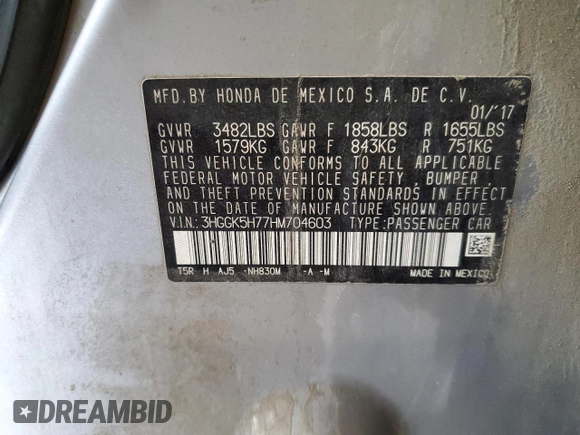 MFD. BY HONDA DE MEXICO S.A. DE C.V.
01/'17
GVWR 3482LBS GAWR F 1858LBS R 1655LBS
GVWR 1579KG GAWR F 843KG R 751KG
THIS VEHICLE CONFORMS TO ALL APPLICABLE
FEDERAL MOTOR VEHICLE SAFETY, BUMPER
AND THEFT PREVENTION STANDARDS IN EFFECT
ON THE DATE OF MANUFACTURE SHOWN ABOVE.
V.I.N.: 3HGGK5H77HM704603 TYPE:PASSENGER CAR
T5R H AJ5 -NH830M -A -M MADE IN MEXICO
DREAMBID